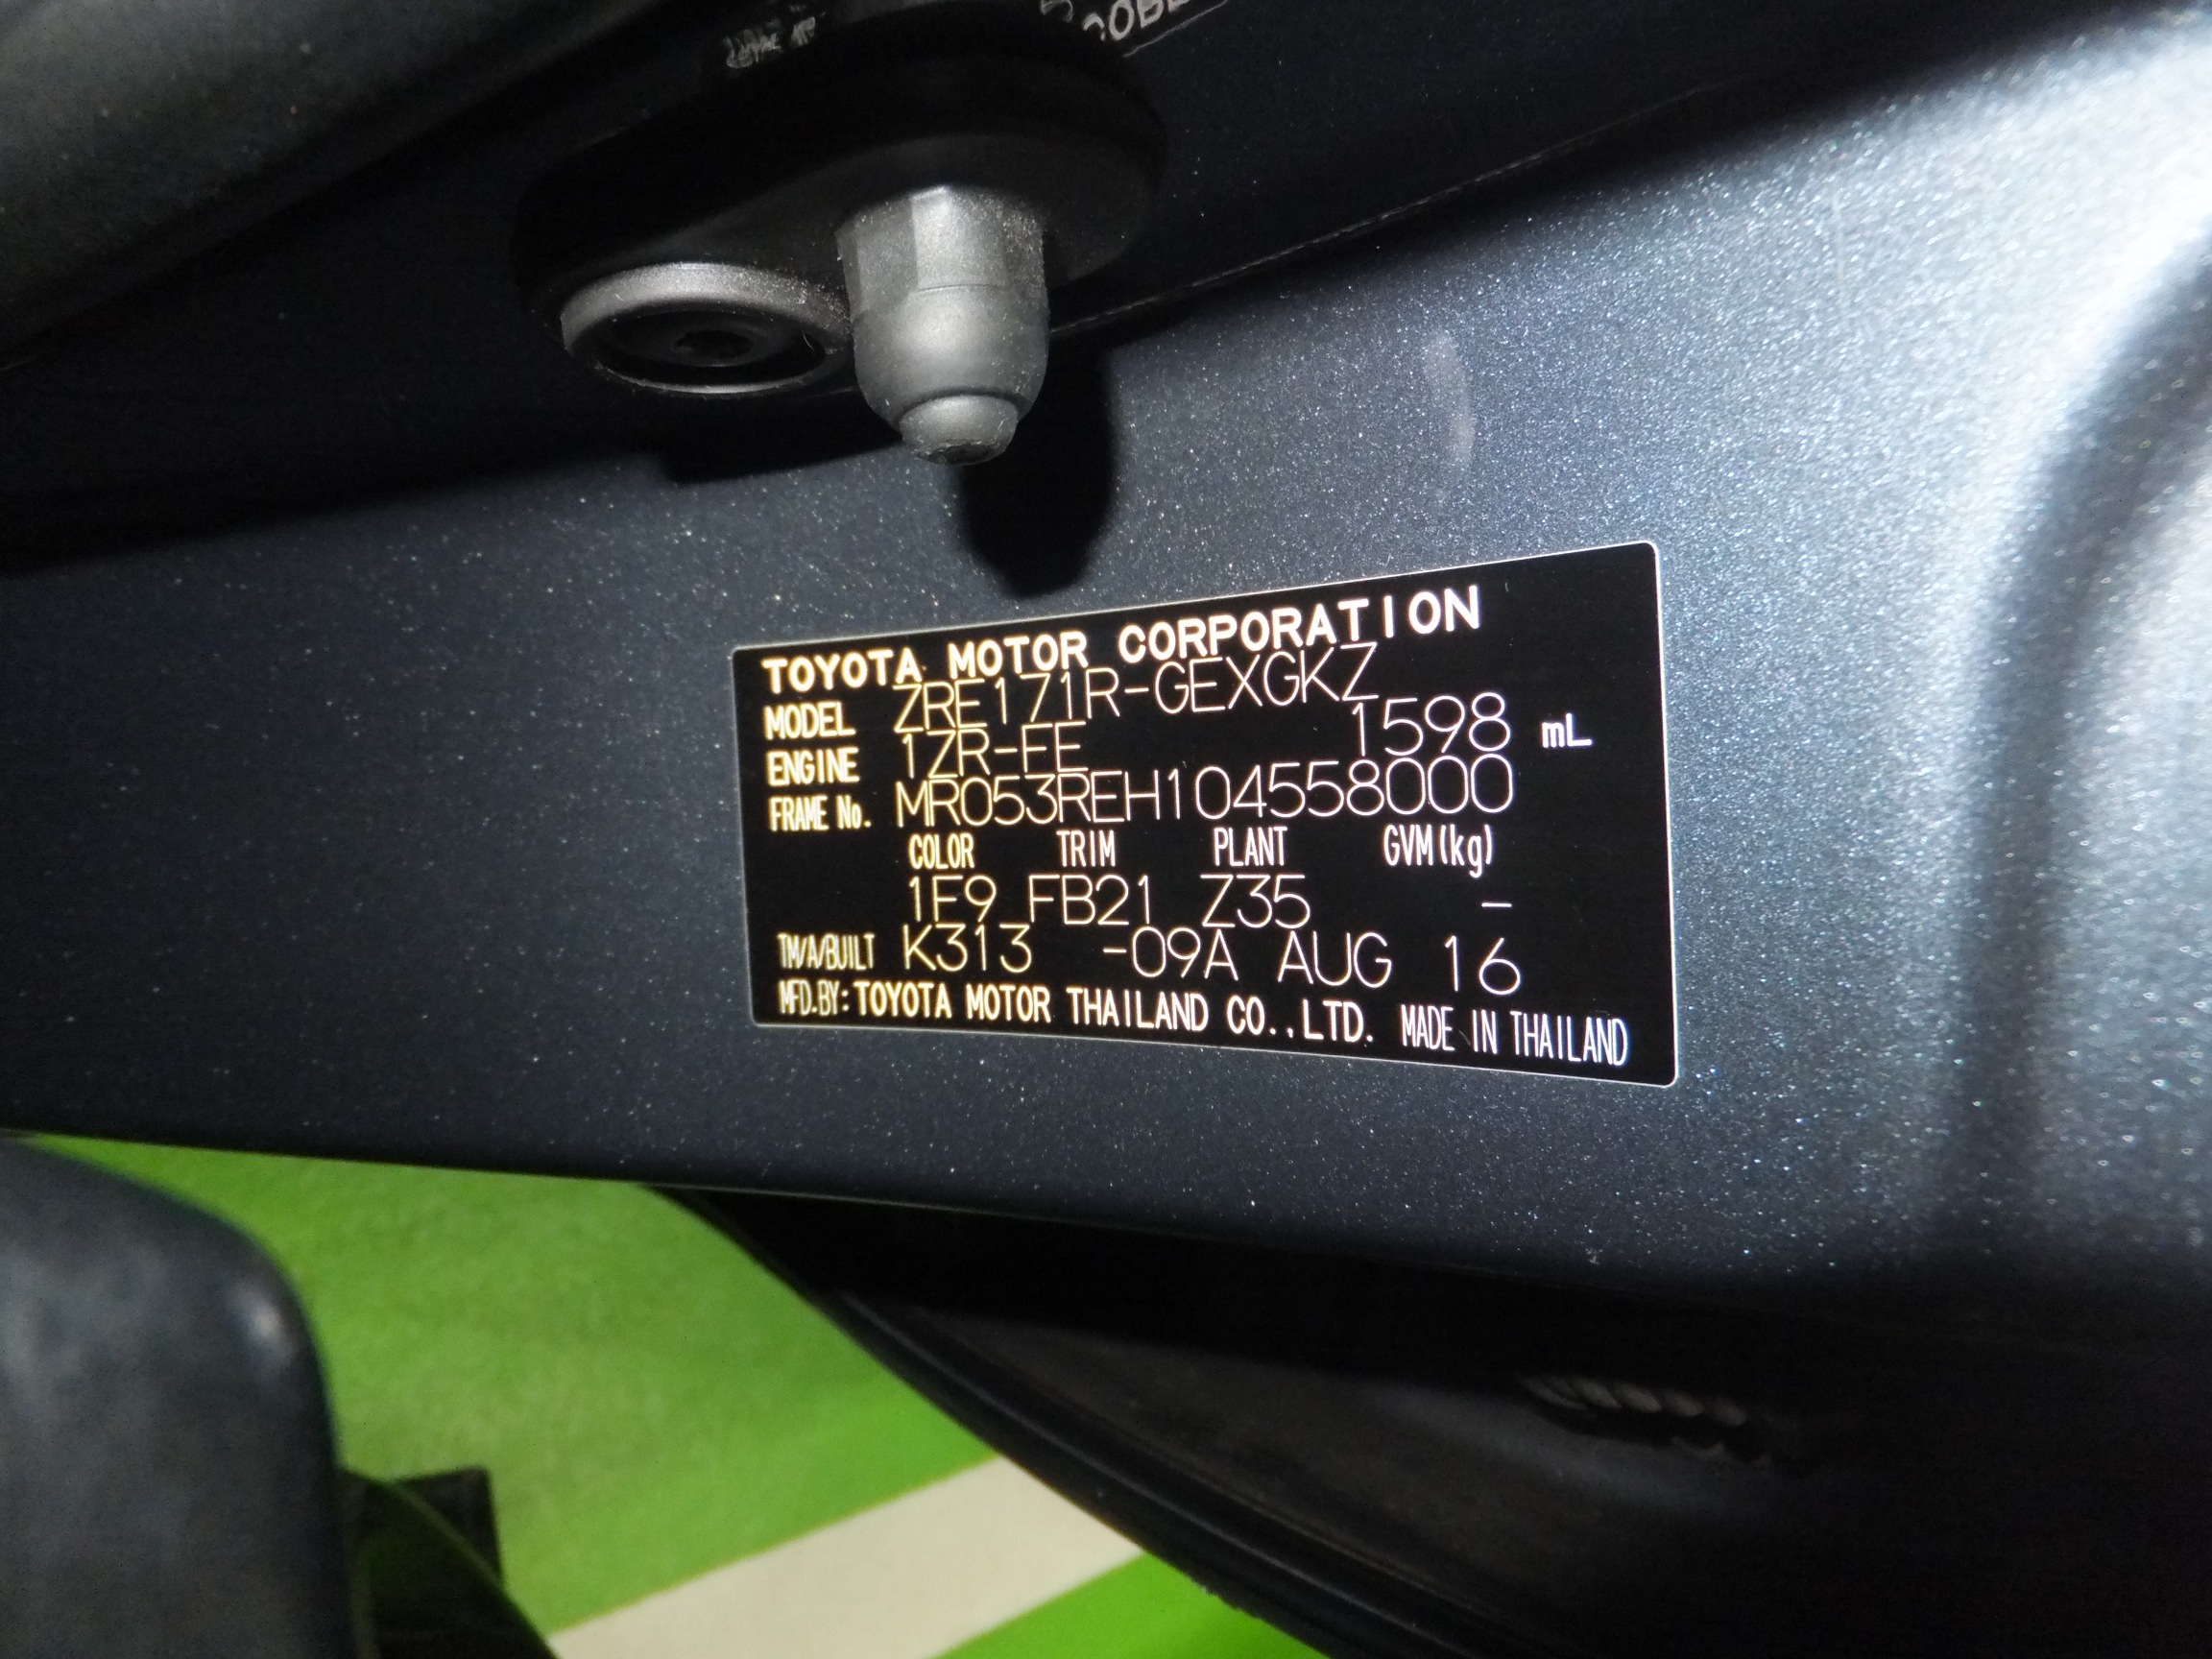 TOYOTA MOTOR CORPORATION
MODEL ZRE171R-GEXGKZ
ENGINE 1ZR-FE 1598 mL
FRAME No. MR053REH104558000
COLOR TRIM PLANT GVM(kg)
1F9 FB21 Z35 -
TM/A/BUILT K313 -09A AUG 16
MFD.BY:TOYOTA MOTOR THAILAND CO.,LTD. MADE IN THAILAND